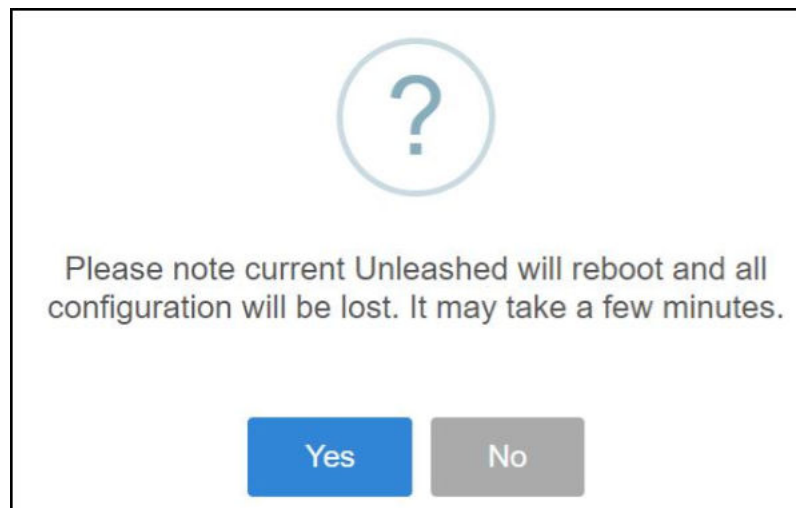 ?
Please note current Unleashed will reboot and all
configuration will be lost. It may take a few minutes.
Yes No